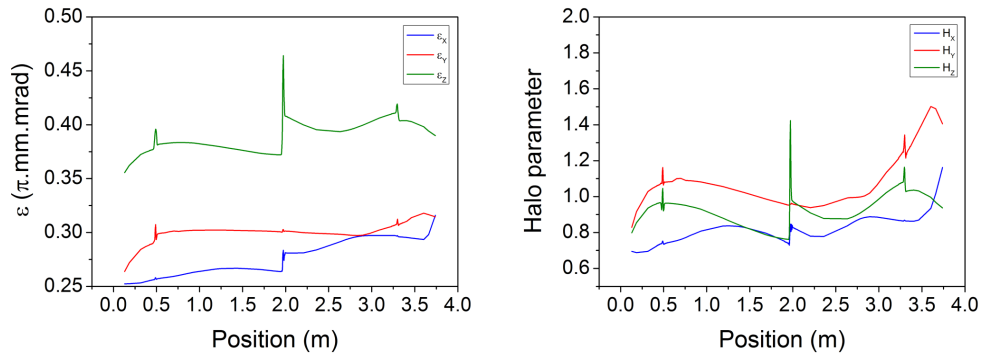 0.50
0.45
0.40
0.35
0.30
0.25
ε (π.mm.mrad)
0.0 0.5 1.0 1.5 2.0 2.5 3.0 3.5 4.0
Position (m)
εX
εY
εZ
2.0
1.8
1.6
1.4
1.2
1.0
0.8
0.6
Halo parameter
0.0 0.5 1.0 1.5 2.0 2.5 3.0 3.5 4.0
Position (m)
HX
HY
HZ